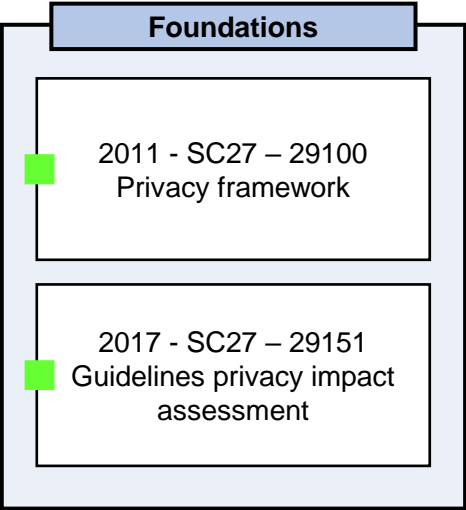 Foundations
2011 - SC27 – 29100
Privacy framework
2017 - SC27 – 29151
Guidelines privacy impact
assessment